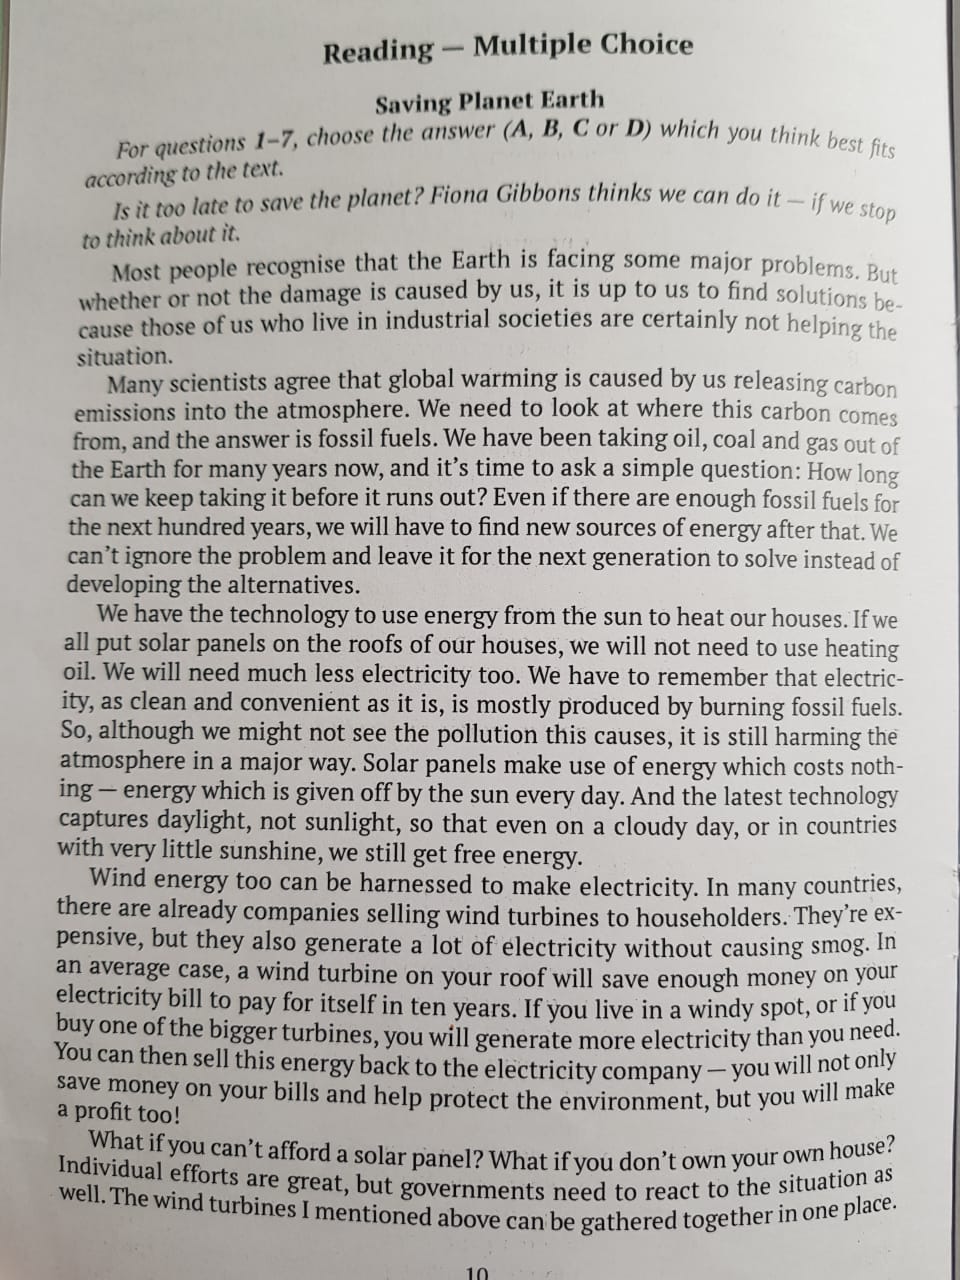 Reading — Multiple Choice
Saving Planet Earth
For questions 1–7, choose the answer (A, B, C or D) which you think best fits
according to the text.
Is it too late to save the planet? Fiona Gibbons thinks we can do it — if we stop
to think about it.
Most people recognise that the Earth is facing some major problems. But
whether or not the damage is caused by us, it is up to us to find solutions be-
cause those of us who live in industrial societies are certainly not helping the
situation.
Many scientists agree that global warming is caused by us releasing carbon
emissions into the atmosphere. We need to look at where this carbon comes
from, and the answer is fossil fuels. We have been taking oil, coal and gas out of
the Earth for many years now, and it's time to ask a simple question: How long
can we keep taking it before it runs out? Even if there are enough fossil fuels for
the next hundred years, we will have to find new sources of energy after that. We
can't ignore the problem and leave it for the next generation to solve instead of
developing the alternatives.
We have the technology to use energy from the sun to heat our houses. If we
all put solar panels on the roofs of our houses, we will not need to use heating
oil. We will need much less electricity too. We have to remember that electric-
ity, as clean and convenient as it is, is mostly produced by burning fossil fuels.
So, although we might not see the pollution this causes, it is still harming the
atmosphere in a major way. Solar panels make use of energy which costs noth-
ing — energy which is given off by the sun every day. And the latest technology
captures daylight, not sunlight, so that even on a cloudy day, or in countries
with very little sunshine, we still get free energy.
Wind energy too can be harnessed to make electricity. In many countries,
there are already companies selling wind turbines to householders. They're ex-
pensive, but they also generate a lot of electricity without causing smog. In
an average case, a wind turbine on your roof will save enough money on your
electricity bill to pay for itself in ten years. If you live in a windy spot, or if you
buy one of the bigger turbines, you will generate more electricity than you need.
You can then sell this energy back to the electricity company — you will not only
save money on your bills and help protect the environment, but you will make
a profit too!
What if you can't afford a solar panel? What if you don't own your own house?
Individual efforts are great, but governments need to react to the situation as
well. The wind turbines I mentioned above can be gathered together in one place.
10